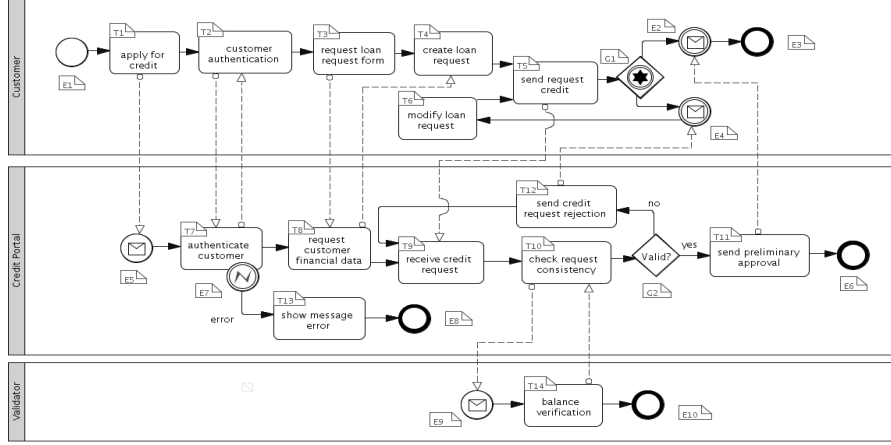 Customer
E1
T1
apply for
credit
T2
customer
authentication
T3
request loan
request form
T4
create loan
request
T5
send request
credit
T6
modify loan
request
G1
E2
E3
E4
Credit Portal
E5
T7
authenticate
customer
E7
error
T8
request
customer
financial data
T9
receive credit
request
T10
check request
consistency
T12
send credit
request rejection
no
Valid?
yes
G2
T11
send preliminary
approval
E6
T13
show message
error
E8
Validator
E9
T14
balance
verification
E10